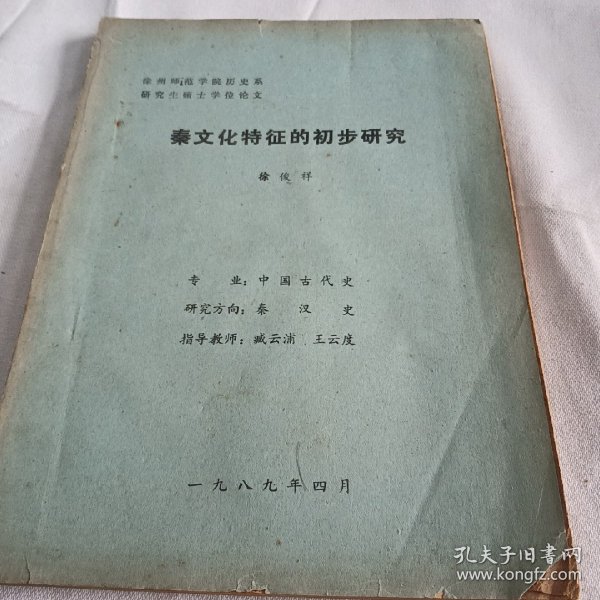 徐州师范学院历史系
研究生硕士学位论文
秦文化特征的初步研究
徐俊祥
专 业：中国古代史
研究方向：秦 汉 史
指导教师：臧云浦 王云度
一九八九年四月
孔夫子旧书网
www.kongfz.com